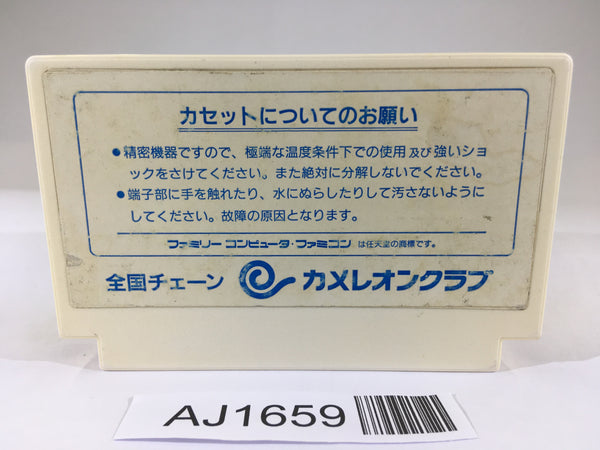 カセットについてのお願い
●精密機器ですので、極端な温度条件下での使用及び強いショ
ックをさけてください。また絶対に分解しないでください。
●端子部に手を触れたり、水にぬらしたりして汚さないように
してください。故障の原因となります。
ファミリーコンピュータ・ファミコン は任天堂の商標です。
全国チェーン カメレオンクラブ
AJ1659